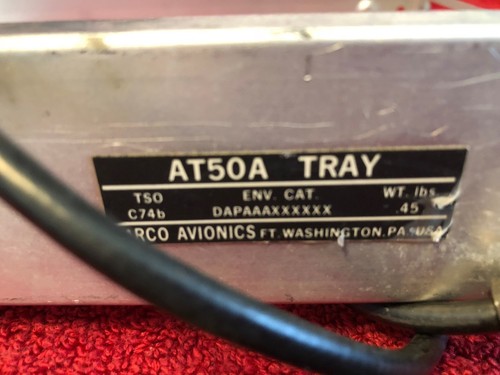 AT50A TRAY
TSO ENV. CAT. WT. lbs.
C74b DAPAAAXXXXXX .45
ARCO AVIONICS FT. WASHINGTON, PA. USA